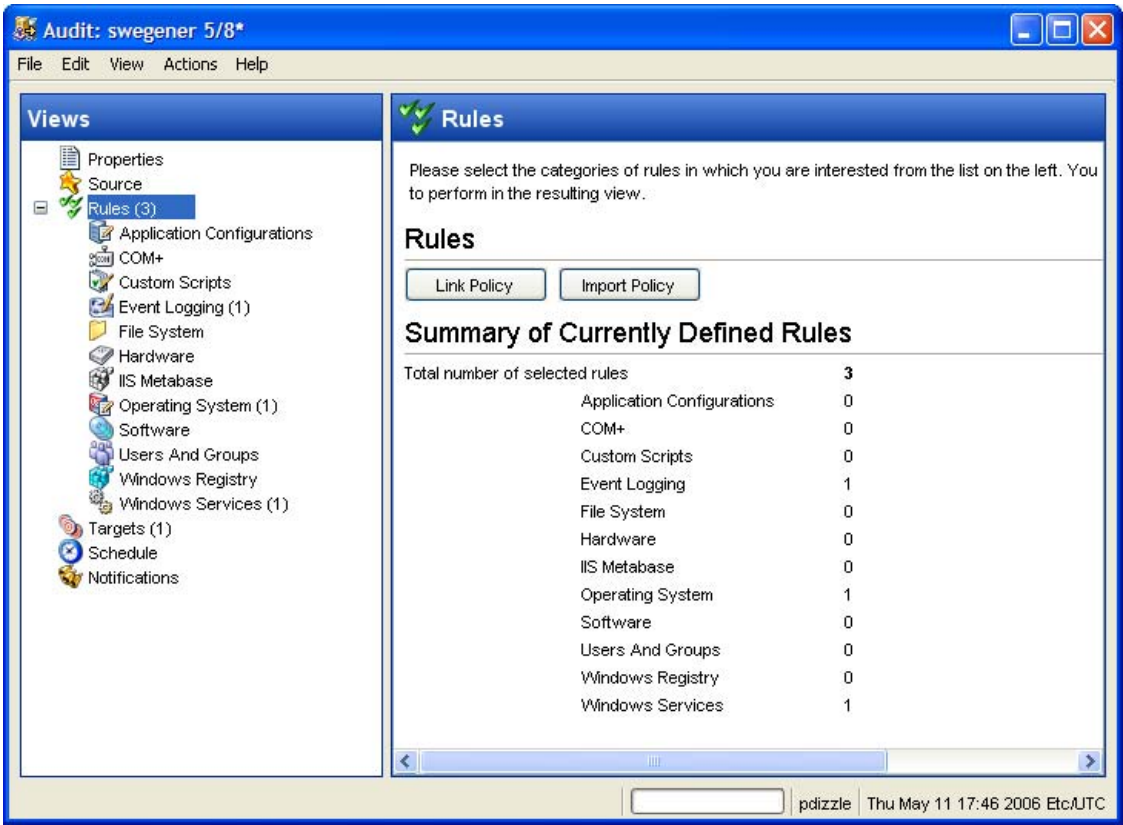 Audit: swegener 5/8*
File Edit View Actions Help
Views
Properties
Source
Rules (3)
Application Configurations
COM+
Custom Scripts
Event Logging (1)
File System
Hardware
IIS Metabase
Operating System (1)
Software
Users And Groups
Windows Registry
Windows Services (1)
Targets (1)
Schedule
Notifications
Rules
Please select the categories of rules in which you are interested from the list on the left. You
to perform in the resulting view.
Rules
Link Policy Import Policy
Summary of Currently Defined Rules
Total number of selected rules 3
Application Configurations 0
COM+ 0
Custom Scripts 0
Event Logging 1
File System 0
Hardware 0
IIS Metabase 0
Operating System 1
Software 0
Users And Groups 0
Windows Registry 0
Windows Services 1
pdizzle Thu May 11 17:46 2006 Etc/UTC